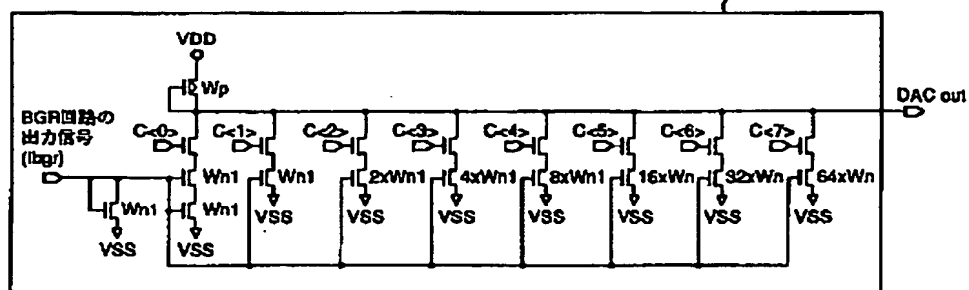 VDD
Wp
DAC out
BGR回路の
出力信号
(Ibgr)
C<0>
C<1>
C<2>
C<3>
C<4>
C<5>
C<6>
C<7>
Wn1
Wn1
2xWn1
4xWn1
8xWn1
16xWn
32xWn
64xWn
Wn1
Wn1
VSS
VSS
VSS
VSS
VSS
VSS
VSS
VSS
VSS